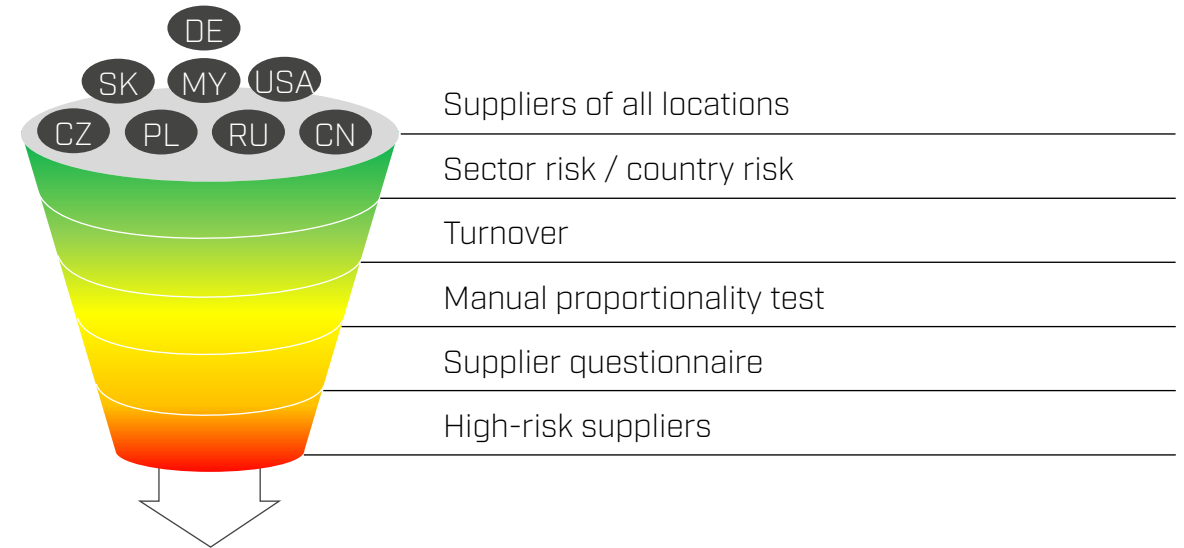 DE
SK MY USA
CZ PL RU CN
Suppliers of all locations
Sector risk / country risk
Turnover
Manual proportionality test
Supplier questionnaire
High-risk suppliers